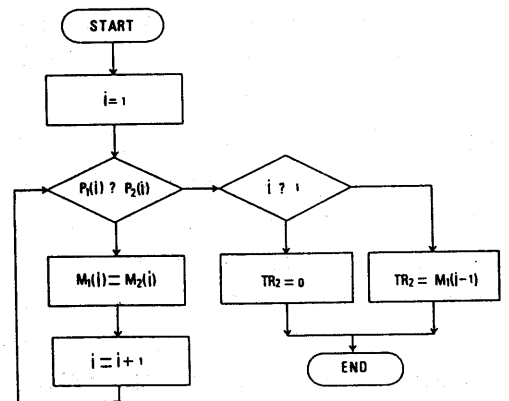 START
i = 1
P₁(i) ? P₂(i)
i ? 1
M₁(i) = M₂(i)
TR₂ = 0
TR₂ = M₁(i-1)
i = i + 1
END